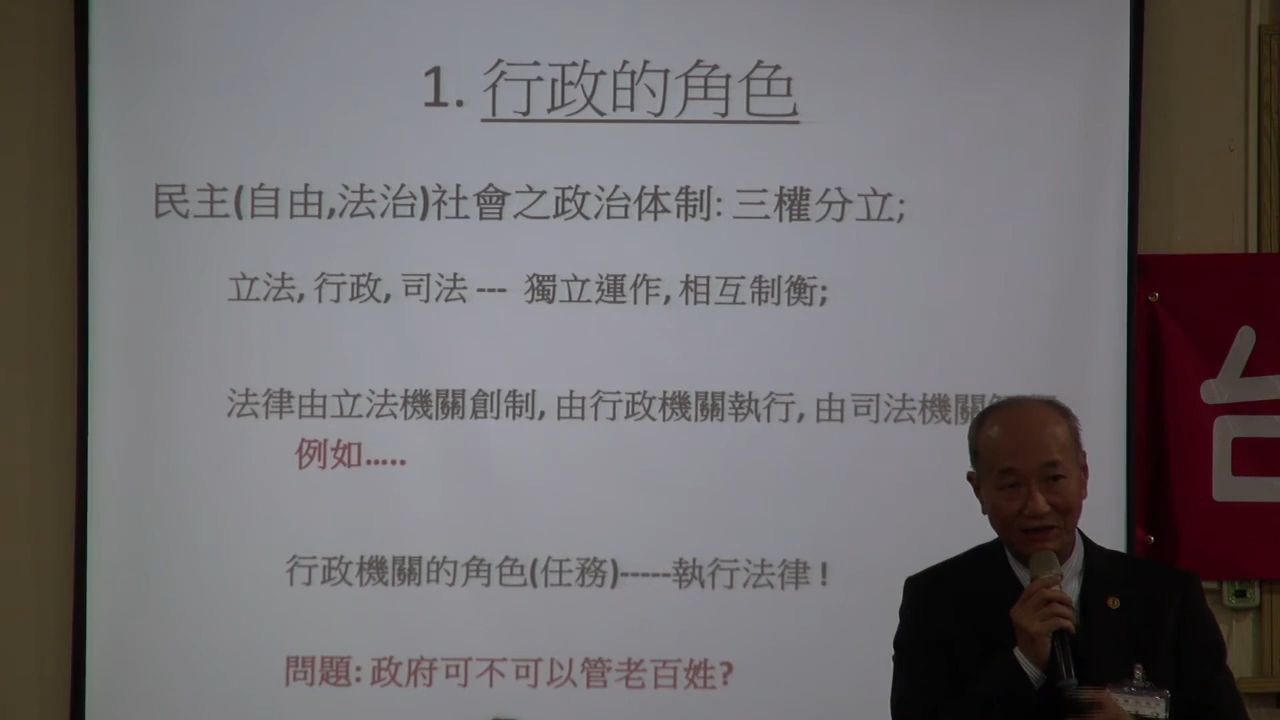 1. 行政的角色
民主(自由,法治)社會之政治体制: 三權分立;
立法, 行政, 司法 --- 獨立運作, 相互制衡;
法律由立法機關創制, 由行政機關執行, 由司法機關
例如.....
行政機關的角色(任務)-----執行法律 !
問題: 政府可不可以管老百姓?
台